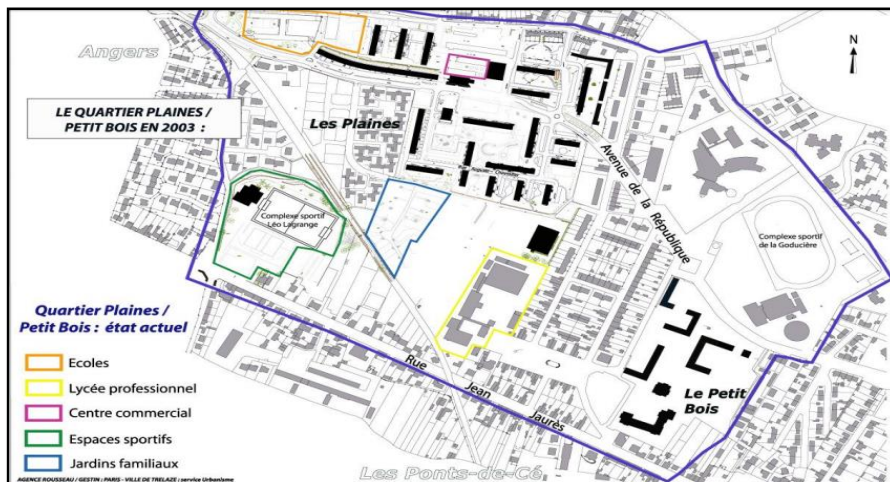 Angers
N
LE QUARTIER PLAINES /
PETIT BOIS EN 2003 :
Les Plaines
Avenue de la République
Complexe sportif
Léo Lagrange
Complexe sportif
de la Goducière
Quartier Plaines /
Petit Bois : état actuel
Ecoles
Lycée professionnel
Centre commercial
Espaces sportifs
Jardins familiaux
Rue Jean Jaurès
Le Petit
Bois
Les Ponts-de-Cé
AGENCE ROUSSEAU / GESTIN : PARIS - VILLE DE TRELAZE : service Urbanisme